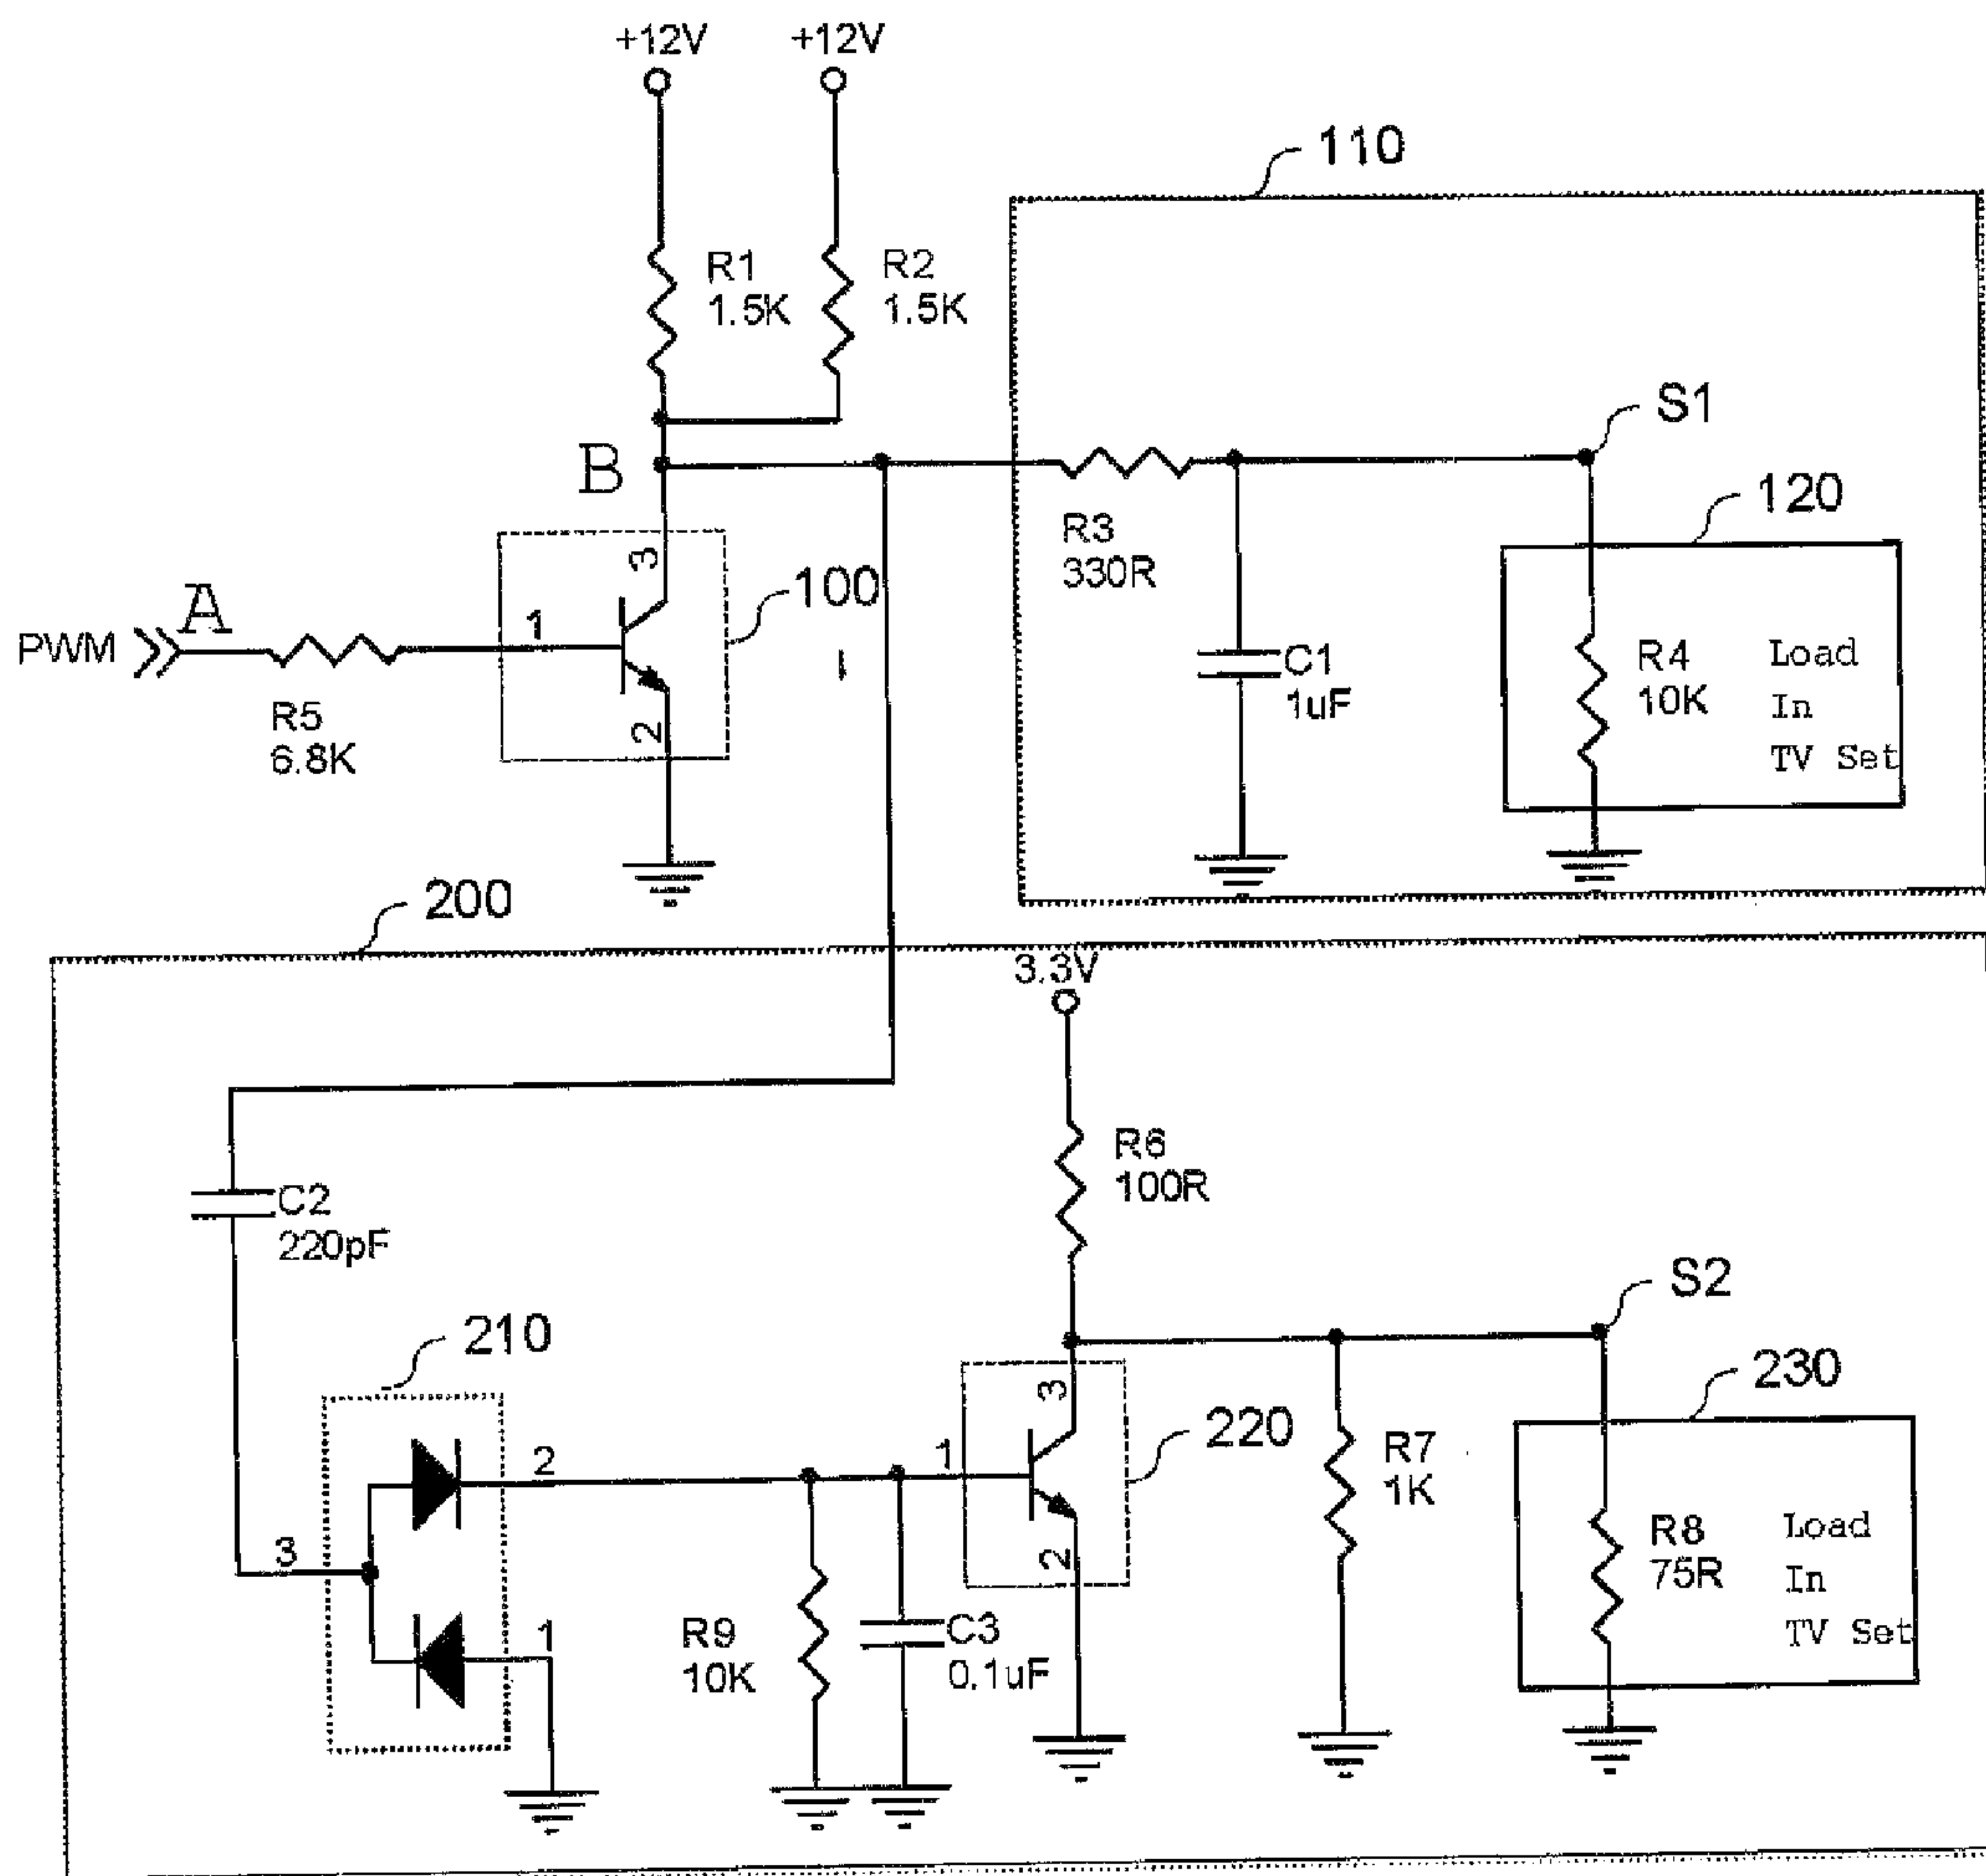 +12V
+12V
110
R1
1.5K
R2
1.5K
S1
B
120
R3
330R
3
100
A
PWM
1
C1
1uF
R4
10K
Load
In
TV Set
R5
6.8K
2
200
3.3V
R6
100R
C2
220pF
S2
210
230
3
220
2
1
R7
1K
R8
75R
Load
In
TV Set
3
2
1
R9
10K
C3
0.1uF